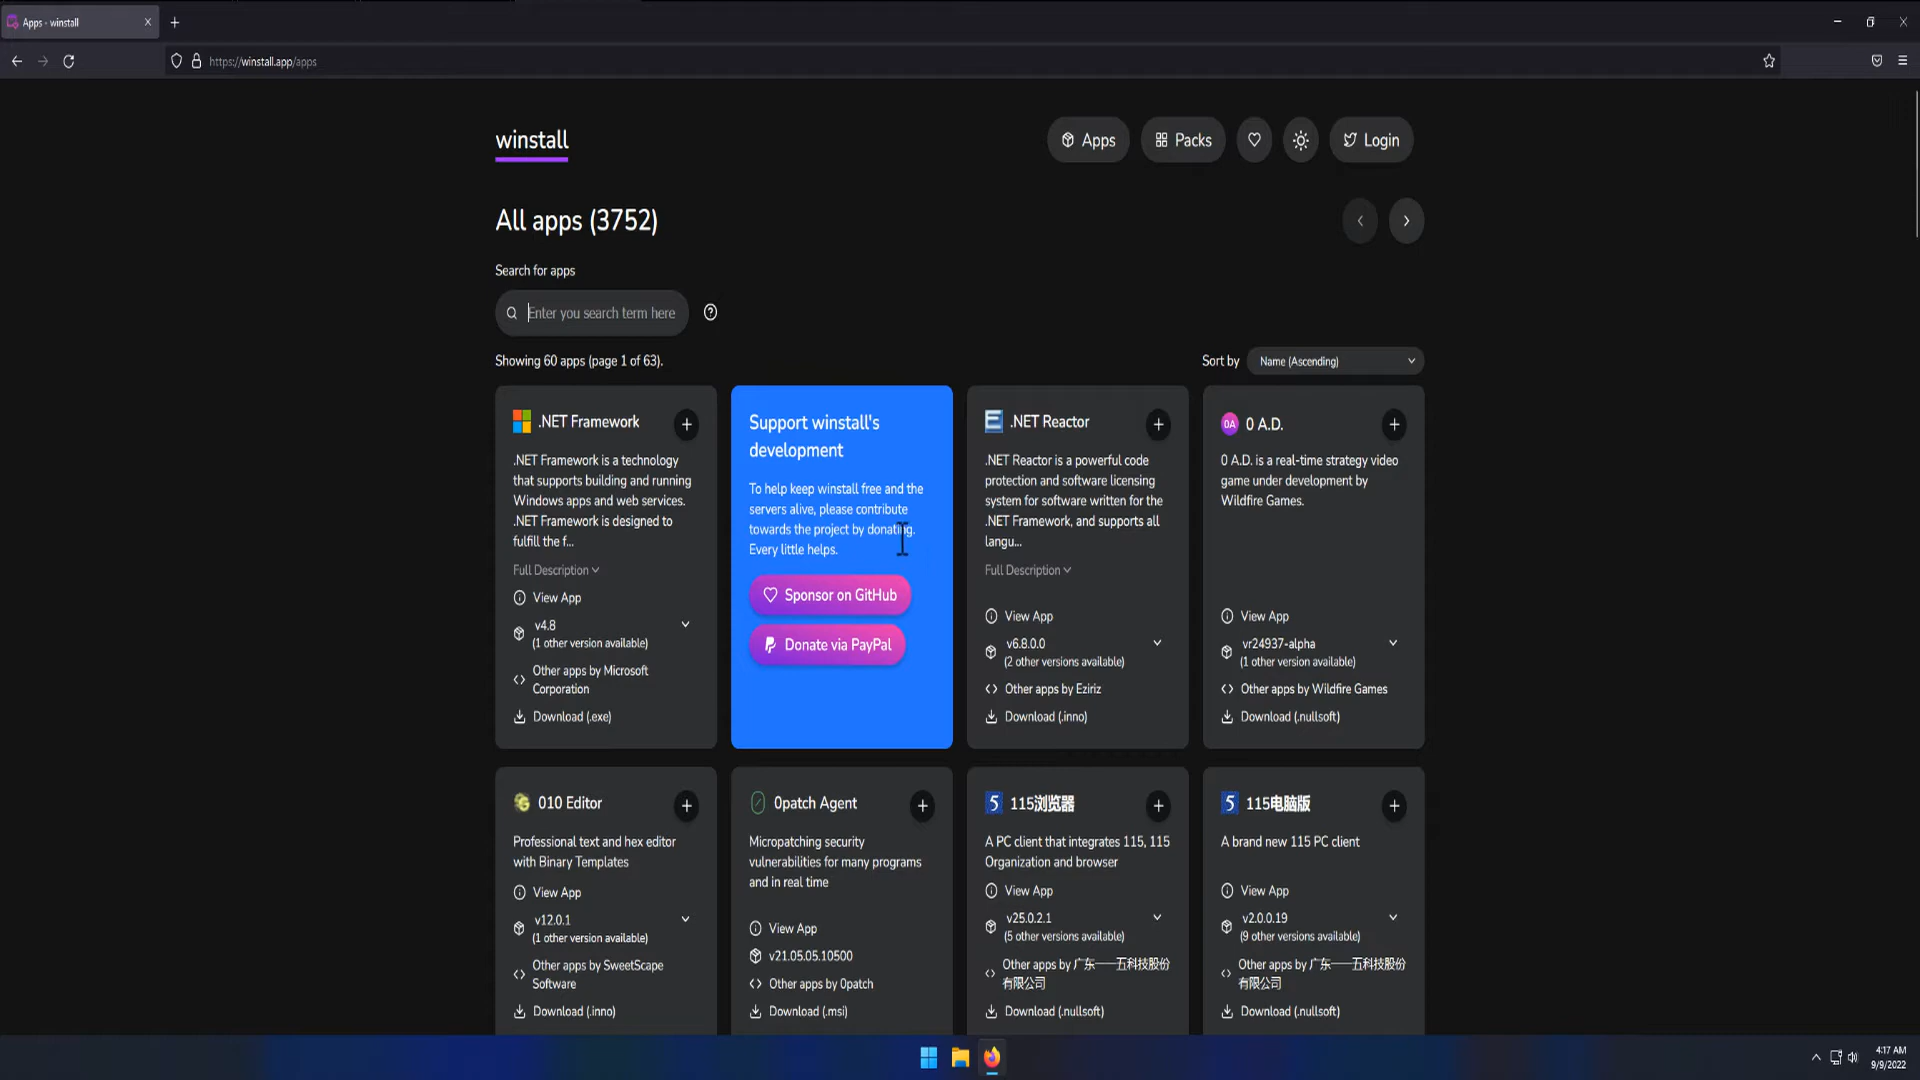 Apps - winstall
https://winstall.app/apps
winstall
Apps
Packs
Login
All apps (3752)
Search for apps
Enter you search term here
Showing 60 apps (page 1 of 63).
Sort by
Name (Ascending)
.NET Framework
.NET Framework is a technology
that supports building and running
Windows apps and web services.
.NET Framework is designed to
fulfill the f...
Full Description
View App
v4.8
(1 other version available)
Other apps by Microsoft
Corporation
Download (.exe)
Support winstall's
development
To help keep winstall free and the
servers alive, please contribute
towards the project by donating.
Every little helps.
Sponsor on GitHub
Donate via PayPal
.NET Reactor
.NET Reactor is a powerful code
protection and software licensing
system for software written for the
.NET Framework, and supports all
langu...
Full Description
View App
v6.8.0.0
(2 other versions available)
Other apps by Eziriz
Download (.inno)
0A
0 A.D.
0 A.D. is a real-time strategy video
game under development by
Wildfire Games.
View App
vr24937-alpha
(1 other version available)
Other apps by Wildfire Games
Download (.nullsoft)
010 Editor
Professional text and hex editor
with Binary Templates
View App
v12.0.1
(1 other version available)
Other apps by SweetScape
Software
Download (.inno)
0patch Agent
Micropatching security
vulnerabilities for many programs
and in real time
View App
v21.05.05.10500
Other apps by 0patch
Download (.msi)
5
115浏览器
A PC client that integrates 115, 115
Organization and browser
View App
v25.0.2.1
(5 other versions available)
Other apps by 广东一一五科技股份
有限公司
Download (.nullsoft)
5
115电脑版
A brand new 115 PC client
View App
v2.0.0.19
(9 other versions available)
Other apps by 广东一一五科技股份
有限公司
Download (.nullsoft)
4:17 AM
9/9/2022